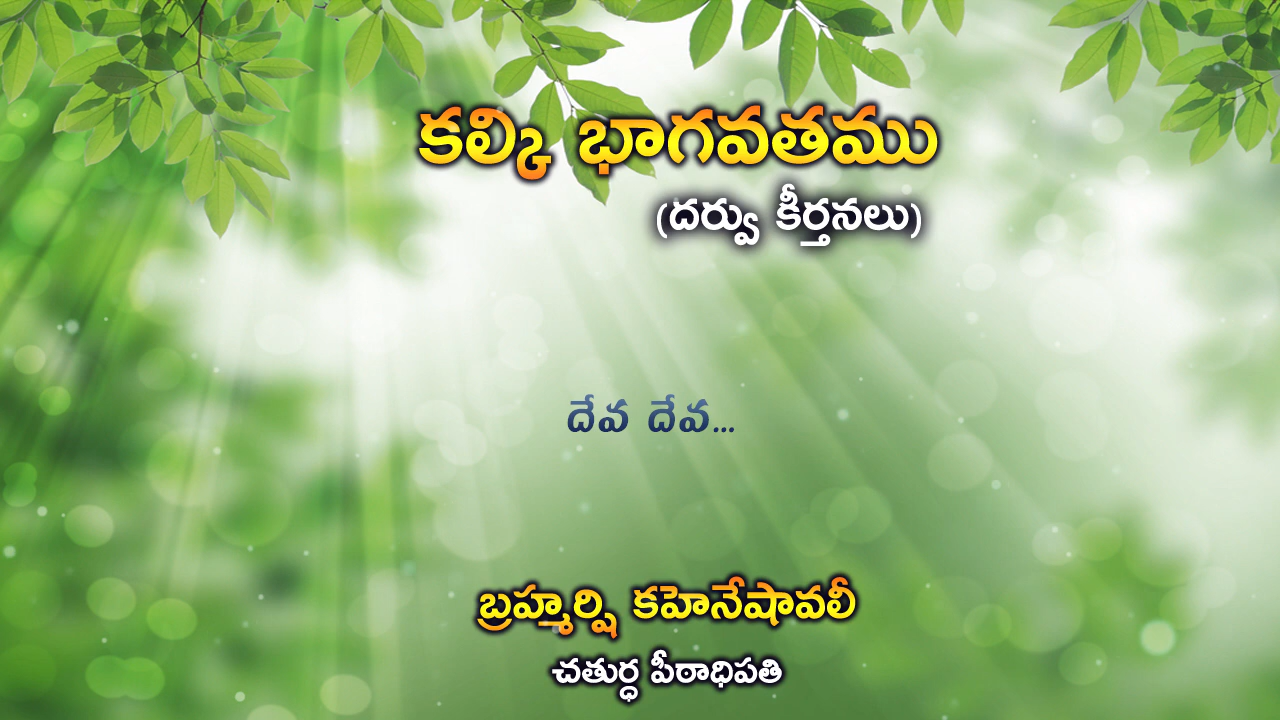 కల్కి భాగవతము
(దర్వు కీర్తనలు)
దేవ దేవ...
బ్రహ్మర్షి కహెనేషావలీ
చతుర్ధ పీఠాధిపతి